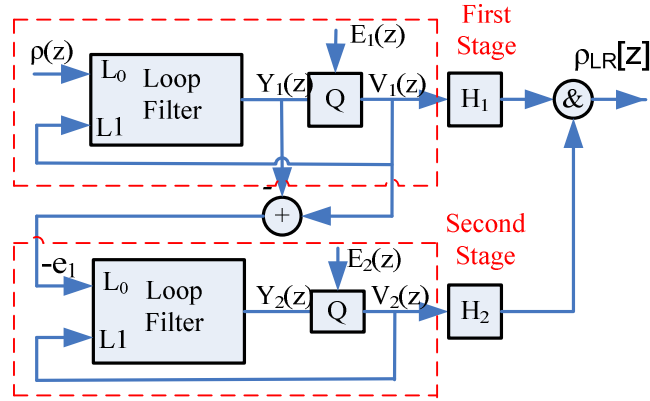 First
Stage
E₁(z)
ρ(z)
L₀
Loop
Filter
L1
Y₁(z)
Q
V₁(z)
H₁
&
ρLR[z]
-
+
Second
Stage
-e₁
L₀
Loop
Filter
L1
E₂(z)
Y₂(z)
Q
V₂(z)
H₂